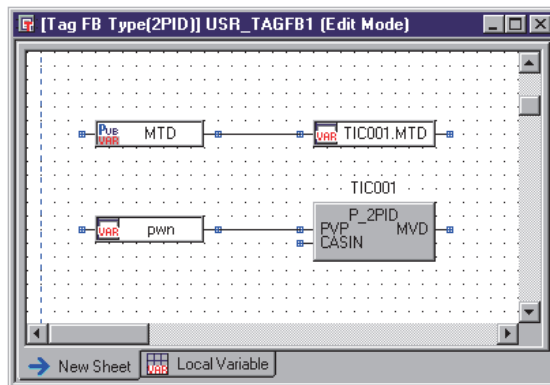 [Tag FB Type(2PID)] USR_TAGFB1 (Edit Mode)
PUB VAR MTD
VAR TIC001.MTD
TIC001
P_2PID
VAR pwn
PVP MVD
CASIN
New Sheet
VAR Local Variable